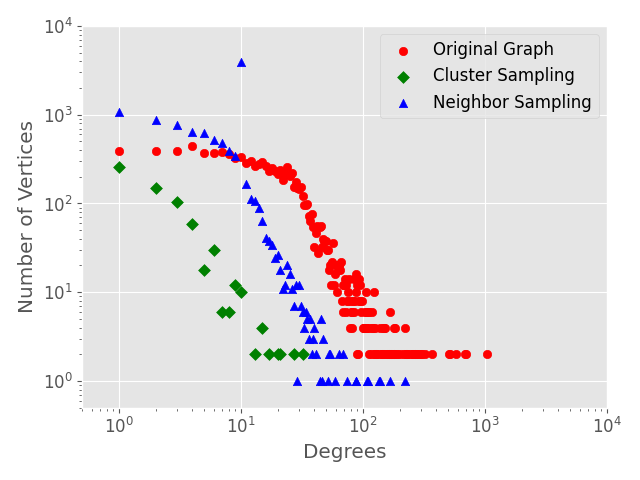 Original Graph
Cluster Sampling
Neighbor Sampling
Number of Vertices
10⁴
10³
10²
10¹
10⁰
10⁰ 10¹ 10² 10³ 10⁴
Degrees